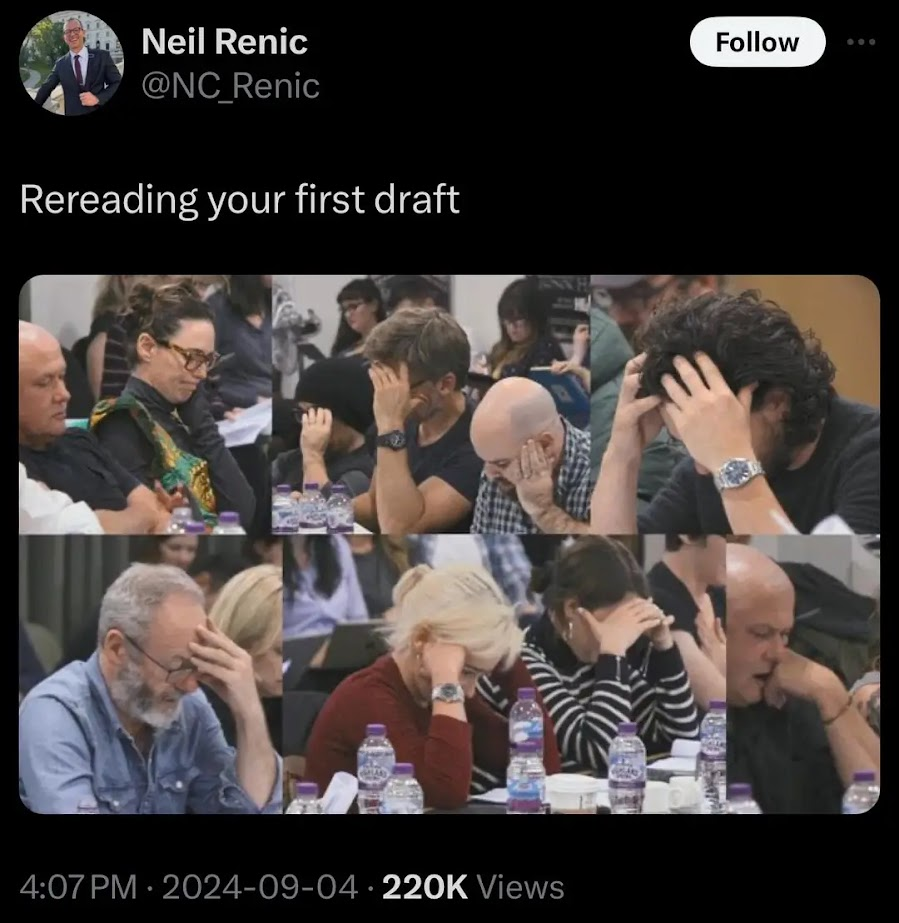 Neil Renic
@NC_Renic
Follow
Rereading your first draft
4:07 PM · 2024-09-04 · 220K Views